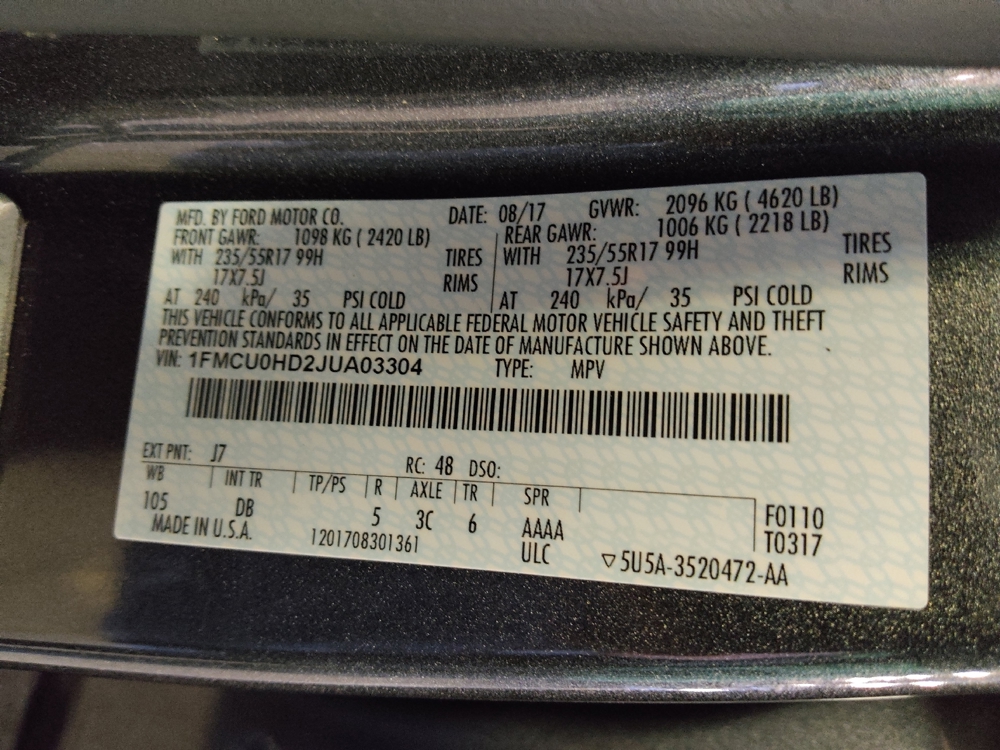 MFD. BY FORD MOTOR CO. DATE: 08/17 GVWR: 2096 KG ( 4620 LB)
FRONT GAWR: 1098 KG ( 2420 LB) REAR GAWR: 1006 KG ( 2218 LB)
WITH 235/55R17 99H TIRES WITH 235/55R17 99H TIRES
17X7.5J RIMS 17X7.5J RIMS
AT 240 kPa/ 35 PSI COLD AT 240 kPa/ 35 PSI COLD
THIS VEHICLE CONFORMS TO ALL APPLICABLE FEDERAL MOTOR VEHICLE SAFETY AND THEFT
PREVENTION STANDARDS IN EFFECT ON THE DATE OF MANUFACTURE SHOWN ABOVE.
VIN: 1FMCU0HD2JUA03304 TYPE: MPV
EXT PNT: J7 RC: 48 DSO:
WB INT TR TP/PS R AXLE TR SPR
105 DB 5 3C 6 AAAA F0110
MADE IN U.S.A. 1201708301361 ULC T0317
▽5U5A-3520472-AA